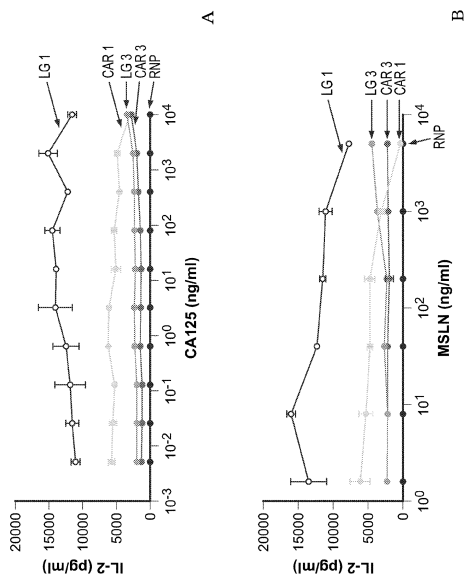 A
20000
15000
10000
5000
0
IL-2 (pg/ml)
10-3
10-2
10-1
100
101
102
103
104
CA125 (ng/ml)
LG 1
CAR 1
LG 3
CAR 3
RNP
B
20000
15000
10000
5000
0
IL-2 (pg/ml)
100
101
102
103
104
MSLN (ng/ml)
LG 1
LG 3
CAR 3
CAR 1
RNP